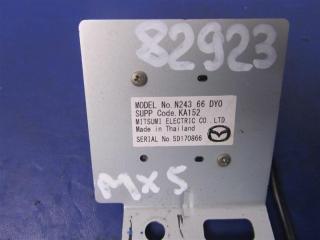 82923
MODEL No. N243 66 DY0
SUPP Code. KA152
MITSUMI ELECTRIC CO., LTD.
Made in Thailand
SERIAL No 5D170866
MX5